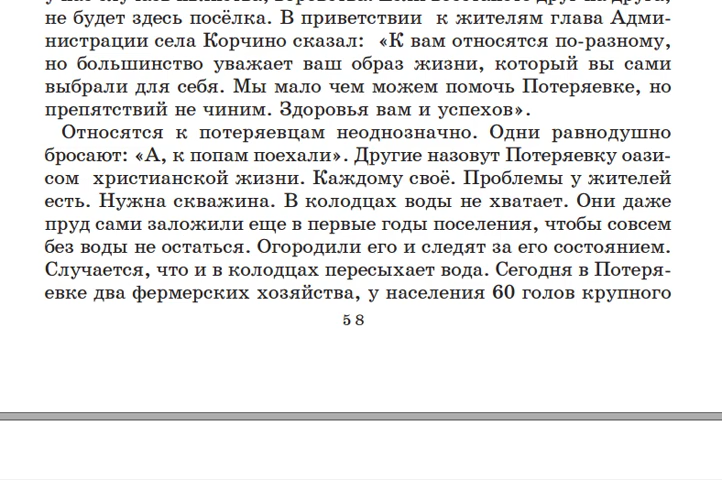 не будет здесь посёлка. В приветствии к жителям глава Адми-
нистрации села Корчино сказал: «К вам относятся по-разному,
но большинство уважает ваш образ жизни, который вы сами
выбрали для себя. Мы мало чем можем помочь Потеряевке, но
препятствий не чиним. Здоровья вам и успехов».
Относятся к потеряевцам неоднозначно. Одни равнодушно
бросают: «А, к попам поехали». Другие назовут Потеряевку оази-
сом христианской жизни. Каждому своё. Проблемы у жителей
есть. Нужна скважина. В колодцах воды не хватает. Они даже
пруд сами заложили еще в первые годы поселения, чтобы совсем
без воды не остаться. Огородили его и следят за его состоянием.
Случается, что и в колодцах пересыхает вода. Сегодня в Потеря-
евке два фермерских хозяйства, у населения 60 голов крупного
58